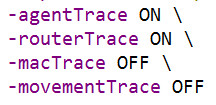 -agentTrace ON \
-routerTrace ON \
-macTrace OFF \
-movementTrace OFF